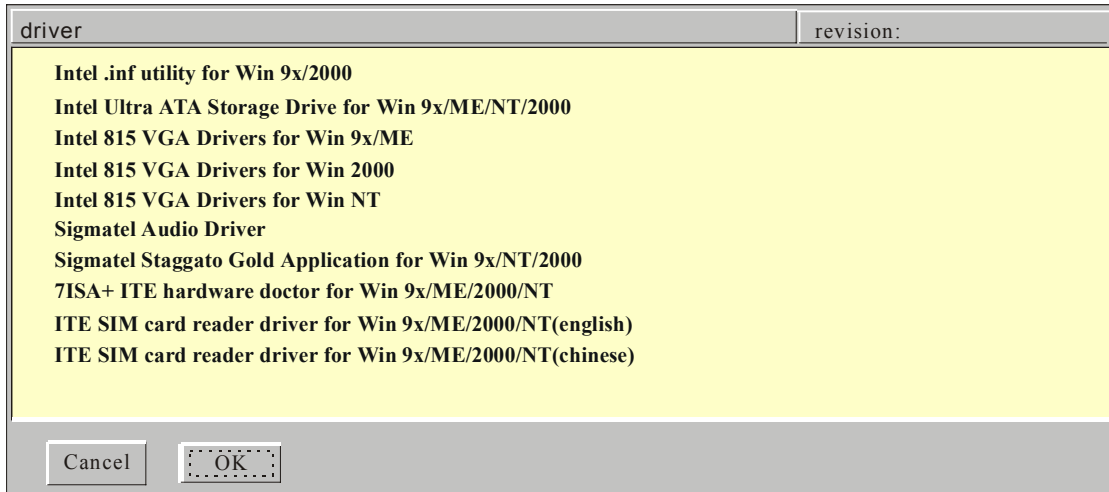 driver revision:
Intel .inf utility for Win 9x/2000
Intel Ultra ATA Storage Drive for Win 9x/ME/NT/2000
Intel 815 VGA Drivers for Win 9x/ME
Intel 815 VGA Drivers for Win 2000
Intel 815 VGA Drivers for Win NT
Sigmatel Audio Driver
Sigmatel Staggato Gold Application for Win 9x/NT/2000
7ISA+ ITE hardware doctor for Win 9x/ME/2000/NT
ITE SIM card reader driver for Win 9x/ME/2000/NT(english)
ITE SIM card reader driver for Win 9x/ME/2000/NT(chinese)
Cancel OK